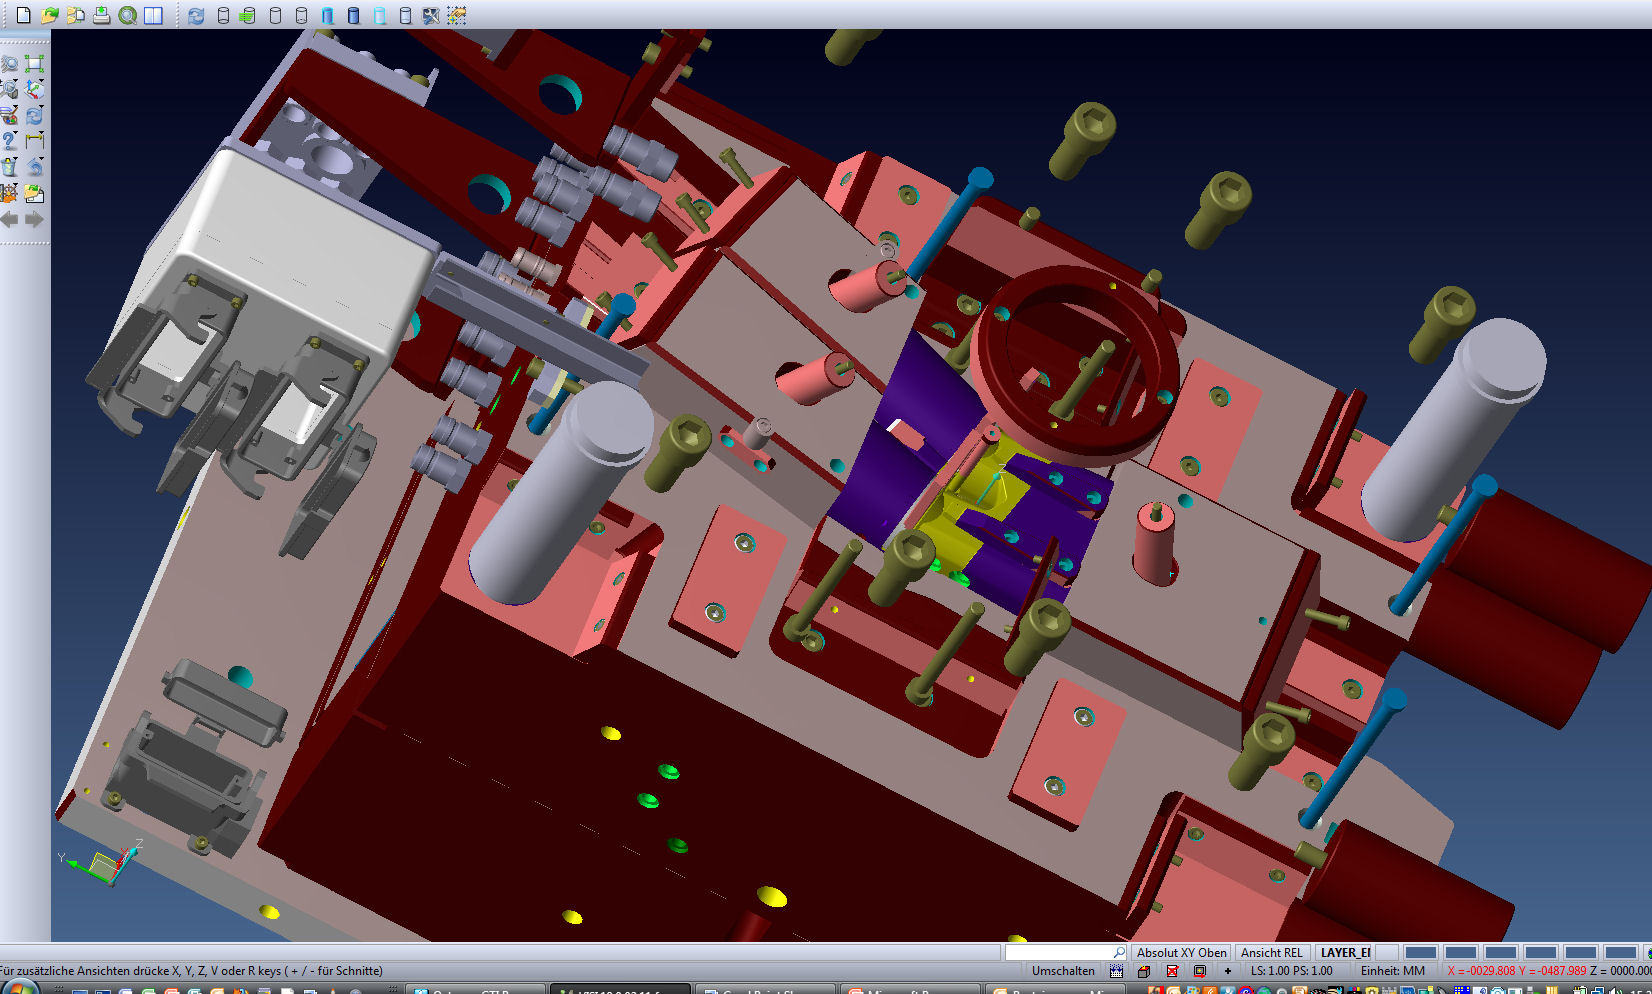 Y
Z
Absolut XY Oben
Ansicht REL
LAYER_EI
Für zusätzliche Ansichten drücke X, Y, Z, V oder R keys ( + / - für Schnitte)
Umschalten
LS: 1.00 PS: 1.00
Einheit: MM
X =-0029.808 Y =-0487.989 Z = 0000.000